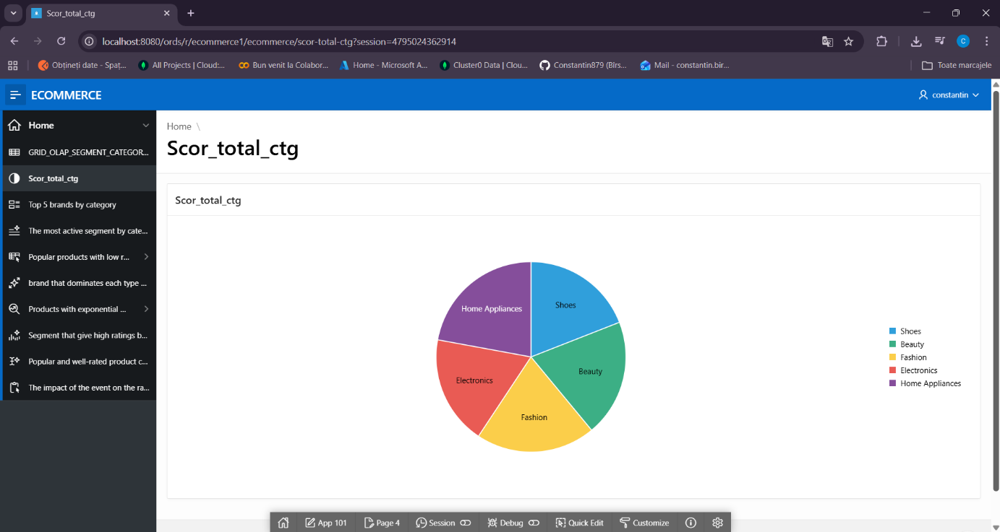 Scor_total_ctg
localhost:8080/ords/r/ecommerce1/ecommerce/scor-total-ctg?session=4795024362914
C
Obțineți date - Spaț...
All Projects | Cloud:...
Bun venit la Colabor...
Home - Microsoft A...
Cluster0 Data | Clou...
Constantin879 (Bîrs...
Mail - constantin.bir...
Toate marcajele
ECOMMERCE
constantin
Home
GRID_OLAP_SEGMENT_CATEGOR...
Scor_total_ctg
Top 5 brands by category
The most active segment by cate...
Popular products with low r...
brand that dominates each type ...
Products with exponential ...
Segment that give high ratings b...
Popular and well-rated product c...
The impact of the event on the ra...
Home \
Scor_total_ctg
Scor_total_ctg
Home Appliances
Shoes
Beauty
Electronics
Fashion
Shoes
Beauty
Fashion
Electronics
Home Appliances
App 101
Page 4
Session
Debug
Quick Edit
Customize